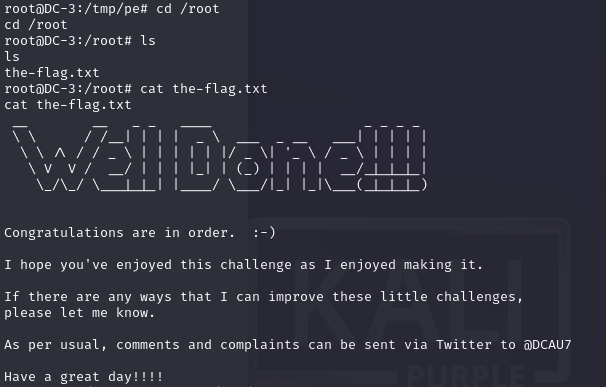 root@DC-3:/tmp/pe# cd /root
cd /root
root@DC-3:/root# ls
ls
the-flag.txt
root@DC-3:/root# cat the-flag.txt
cat the-flag.txt
Well Done!!!!
Congratulations are in order.  :-)
I hope you've enjoyed this challenge as I enjoyed making it.
If there are any ways that I can improve these little challenges,
please let me know.
As per usual, comments and complaints can be sent via Twitter to @DCAU7
Have a great day!!!!
KALI
PURPLE